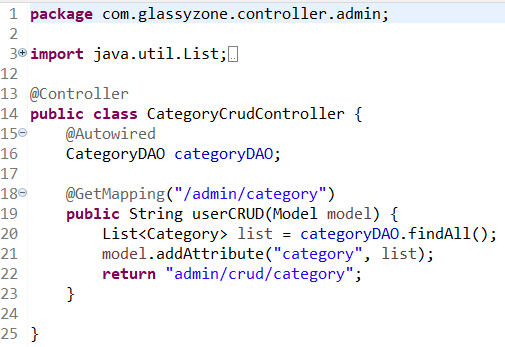 1 package com.glassyzone.controller.admin;
2
3 import java.util.List;
12
13 @Controller
14 public class CategoryCrudController {
15 @Autowired
16 CategoryDAO categoryDAO;
17
18 @GetMapping("/admin/category")
19 public String userCRUD(Model model) {
20 List<Category> list = categoryDAO.findAll();
21 model.addAttribute("category", list);
22 return "admin/crud/category";
23 }
24
25 }